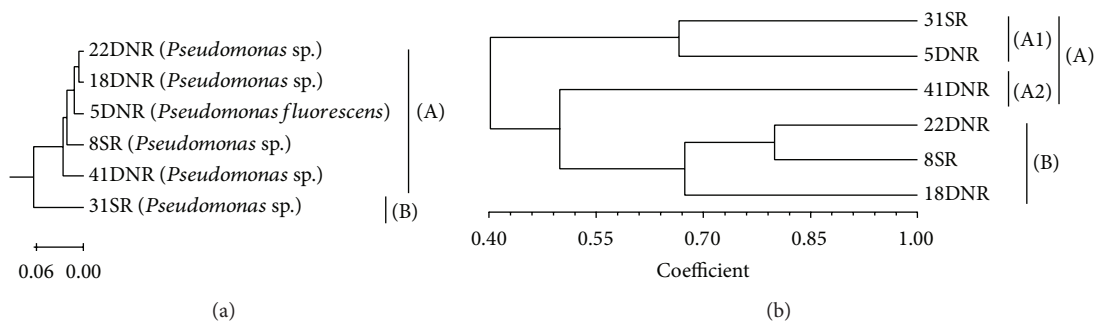 22DNR (Pseudomonas sp.)
18DNR (Pseudomonas sp.)
5DNR (Pseudomonas fluorescens)
8SR (Pseudomonas sp.)
41DNR (Pseudomonas sp.)
31SR (Pseudomonas sp.)
(A)
(B)
0.06 0.00
(a)
31SR
5DNR
41DNR
22DNR
8SR
18DNR
(A1)
(A2)
(A)
(B)
0.40 0.55 0.70 0.85 1.00
Coefficient
(b)